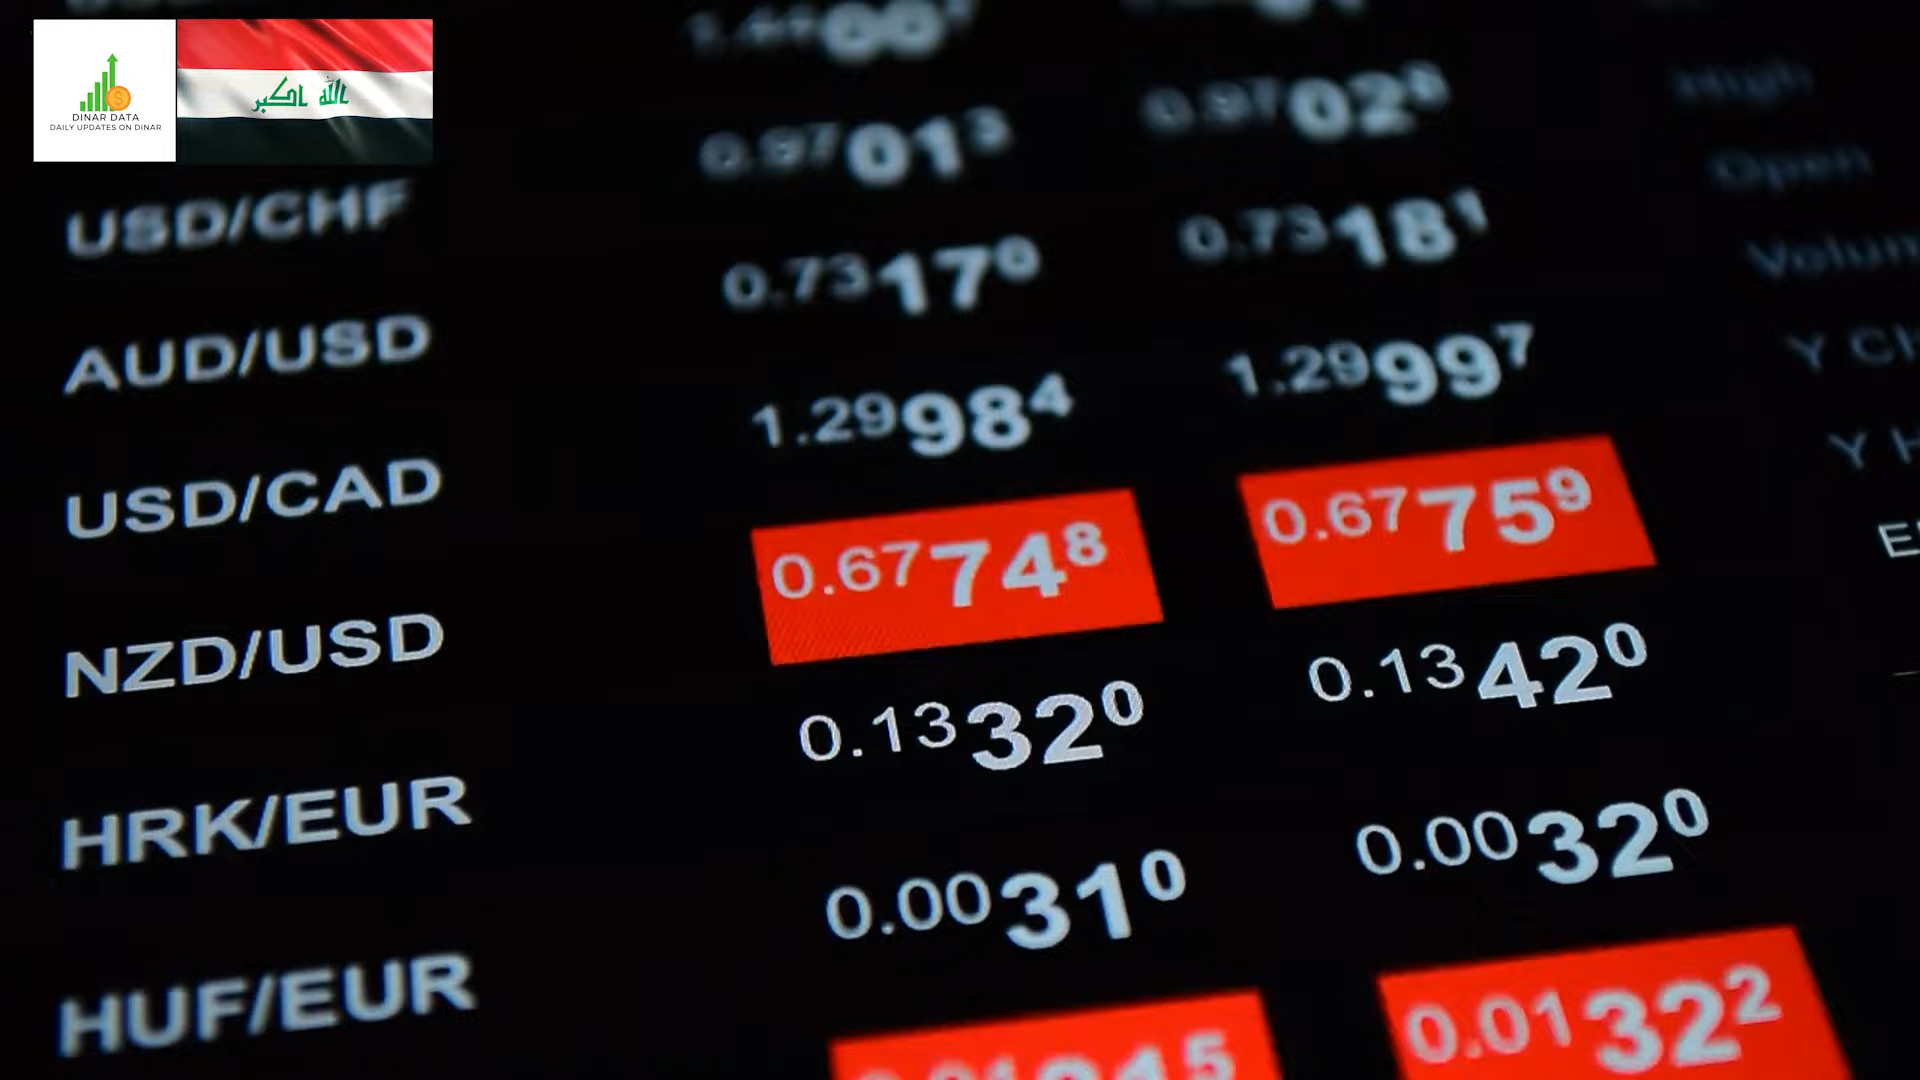 DINAR DATA
DAILY UPDATES ON DINAR
الله اكبر
USD/CHF 0.97013 0.97028 High
AUD/USD 0.73170 0.73181 Open
USD/CAD 1.29984 1.29997
NZD/USD 0.67748 0.67759
HRK/EUR 0.13320 0.13420
HUF/EUR 0.00310 0.00320
0.01322